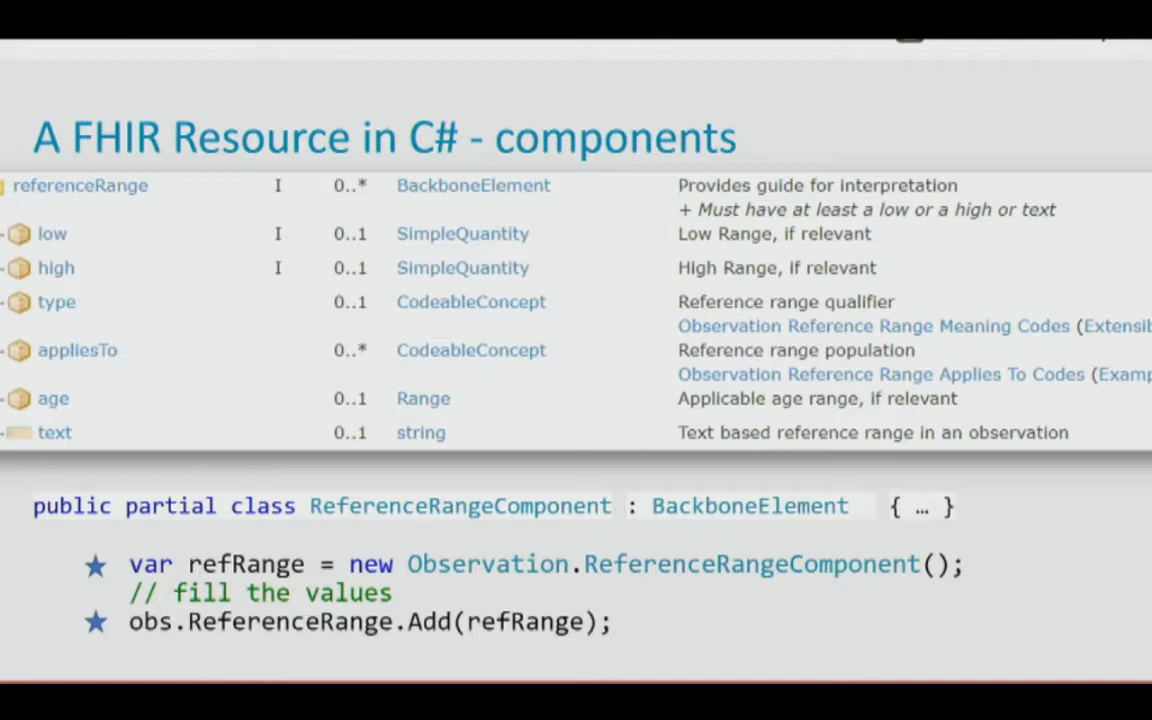 A FHIR Resource in C# - components
referenceRange I 0..* BackboneElement Provides guide for interpretation
+ Must have at least a low or a high or text
low I 0..1 SimpleQuantity Low Range, if relevant
high I 0..1 SimpleQuantity High Range, if relevant
type 0..1 CodeableConcept Reference range qualifier
Observation Reference Range Meaning Codes (Extensib
appliesTo 0..* CodeableConcept Reference range population
Observation Reference Range Applies To Codes (Examp
age 0..1 Range Applicable age range, if relevant
text 0..1 string Text based reference range in an observation
public partial class ReferenceRangeComponent : BackboneElement { … }
var refRange = new Observation.ReferenceRangeComponent();
// fill the values
obs.ReferenceRange.Add(refRange);